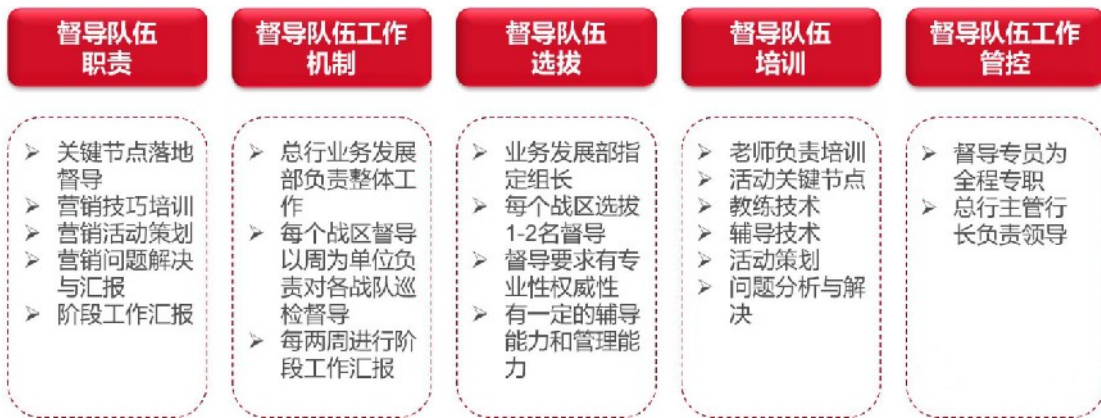 督导队伍
职责
➢ 关键节点落地
督导
➢ 营销技巧培训
➢ 营销活动策划
➢ 营销问题解决
与汇报
➢ 阶段工作汇报
督导队伍工作
机制
➢ 总行业务发展
部负责整体工
作
➢ 每个战区督导
以周为单位负
责对各战队巡
检督导
➢ 每两周进行阶
段工作汇报
督导队伍
选拔
➢ 业务发展部指
定组长
➢ 每个战区选拔
1-2名督导
➢ 督导要求有专
业性权威性
➢ 有一定的辅导
能力和管理能
力
督导队伍
培训
➢ 老师负责培训
➢ 活动关键节点
➢ 教练技术
➢ 辅导技术
➢ 活动策划
➢ 问题分析与解
决
督导队伍工作
管控
➢ 督导专员为
全程专职
➢ 总行主管行
长负责领导